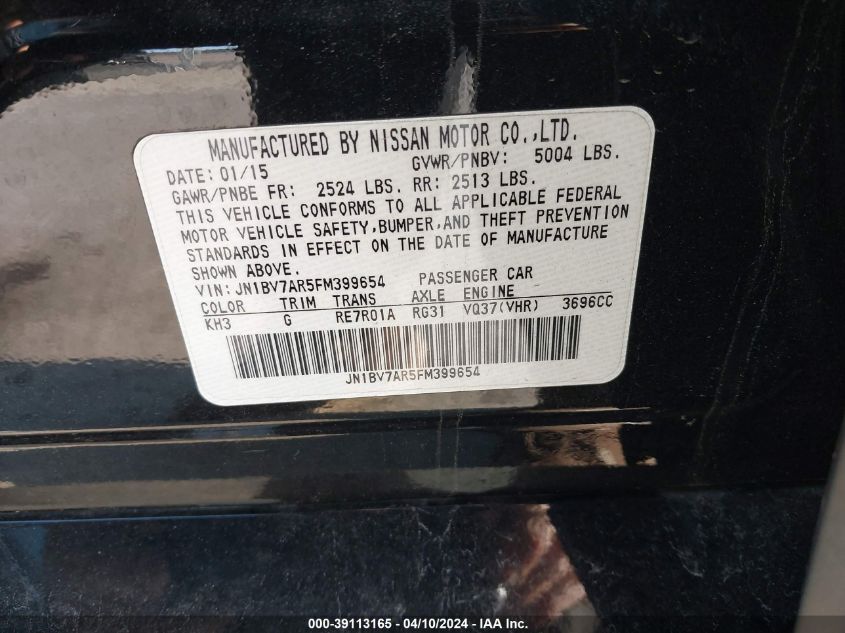 MANUFACTURED BY NISSAN MOTOR CO.,LTD.
DATE: 01/15 GVWR/PNBV: 5004 LBS.
GAWR/PNBE FR: 2524 LBS. RR: 2513 LBS.
THIS VEHICLE CONFORMS TO ALL APPLICABLE FEDERAL
MOTOR VEHICLE SAFETY,BUMPER,AND THEFT PREVENTION
STANDARDS IN EFFECT ON THE DATE OF MANUFACTURE
SHOWN ABOVE.
VIN: JN1BV7AR5FM399654 PASSENGER CAR
COLOR TRIM TRANS AXLE ENGINE
KH3 G RE7R01A RG31 VQ37(VHR) 3696CC
JN1BV7AR5FM399654
000-39113165 - 04/10/2024 - IAA Inc.